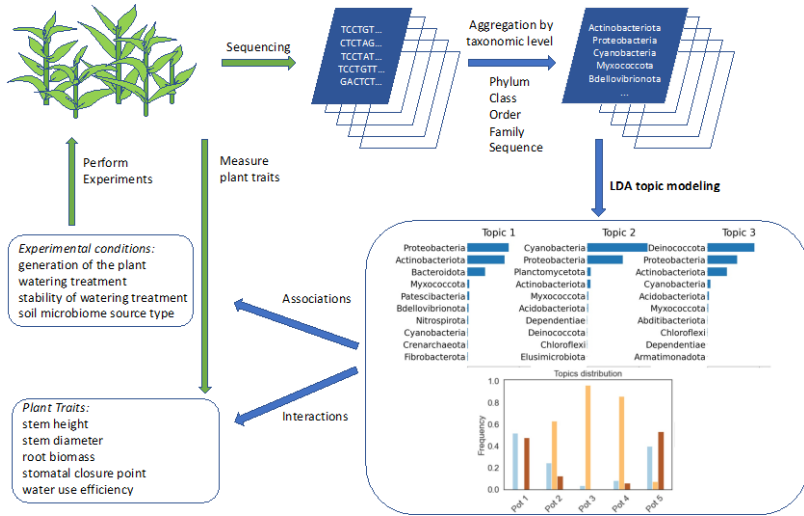 Sequencing
TCCTGT...
CTCTAG...
TCCTAT...
TCCTGTT...
GACTCT...
Aggregation by
taxonomic level
Phylum
Class
Order
Family
Sequence
Actinobacteriota
Proteobacteria
Cyanobacteria
Myxococcota
Bdellovibrionota
...
Perform
Experiments
Measure
plant traits
LDA topic modeling
Experimental conditions:
generation of the plant
watering treatment
stability of watering treatment
soil microbiome source type
Associations
Interactions
Plant Traits:
stem height
stem diameter
root biomass
stomatal closure point
water use efficiency
Topic 1
Proteobacteria
Actinobacteriota
Bacteroidota
Myxococcota
Patescibacteria
Bdellovibrionota
Nitrospirota
Cyanobacteria
Crenarchaeota
Fibrobacterota
Topic 2
Cyanobacteria
Proteobacteria
Planctomycetota
Actinobacteriota
Myxococcota
Acidobacteriota
Dependentiae
Deinococcota
Chloroflexi
Elusimicrobiota
Topic 3
Deinococcota
Proteobacteria
Actinobacteriota
Cyanobacteria
Acidobacteriota
Myxococcota
Abditibacteriota
Chloroflexi
Dependentiae
Armatimonadota
Topics distribution
Frequency
1.0
0.8
0.6
0.4
0.2
0.0
Pot 1
Pot 2
Pot 3
Pot 4
Pot 5